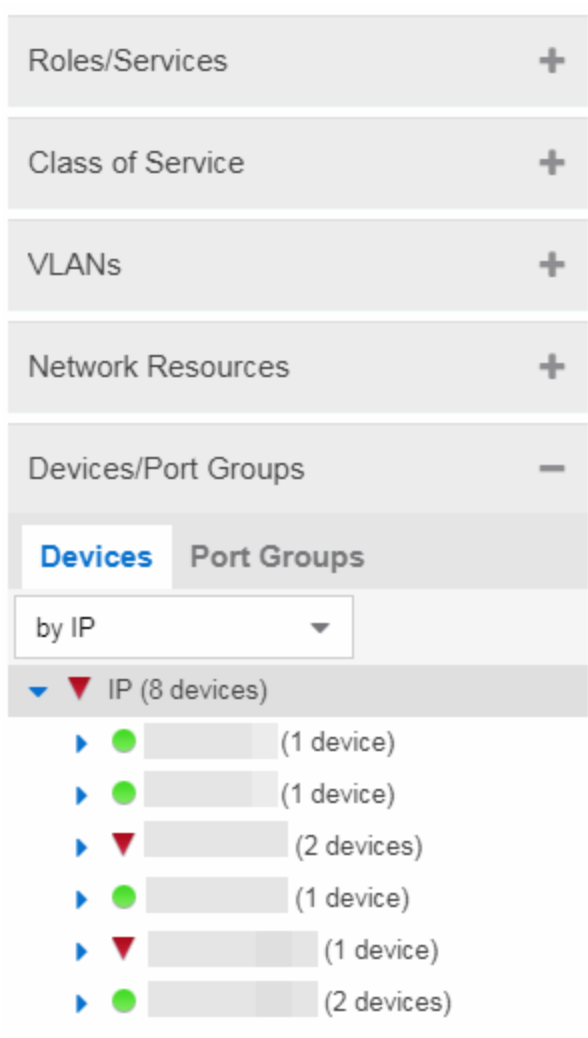 Roles/Services
Class of Service
VLANs
Network Resources
Devices/Port Groups
Devices Port Groups
by IP
IP (8 devices)
(1 device)
(1 device)
(2 devices)
(1 device)
(1 device)
(2 devices)